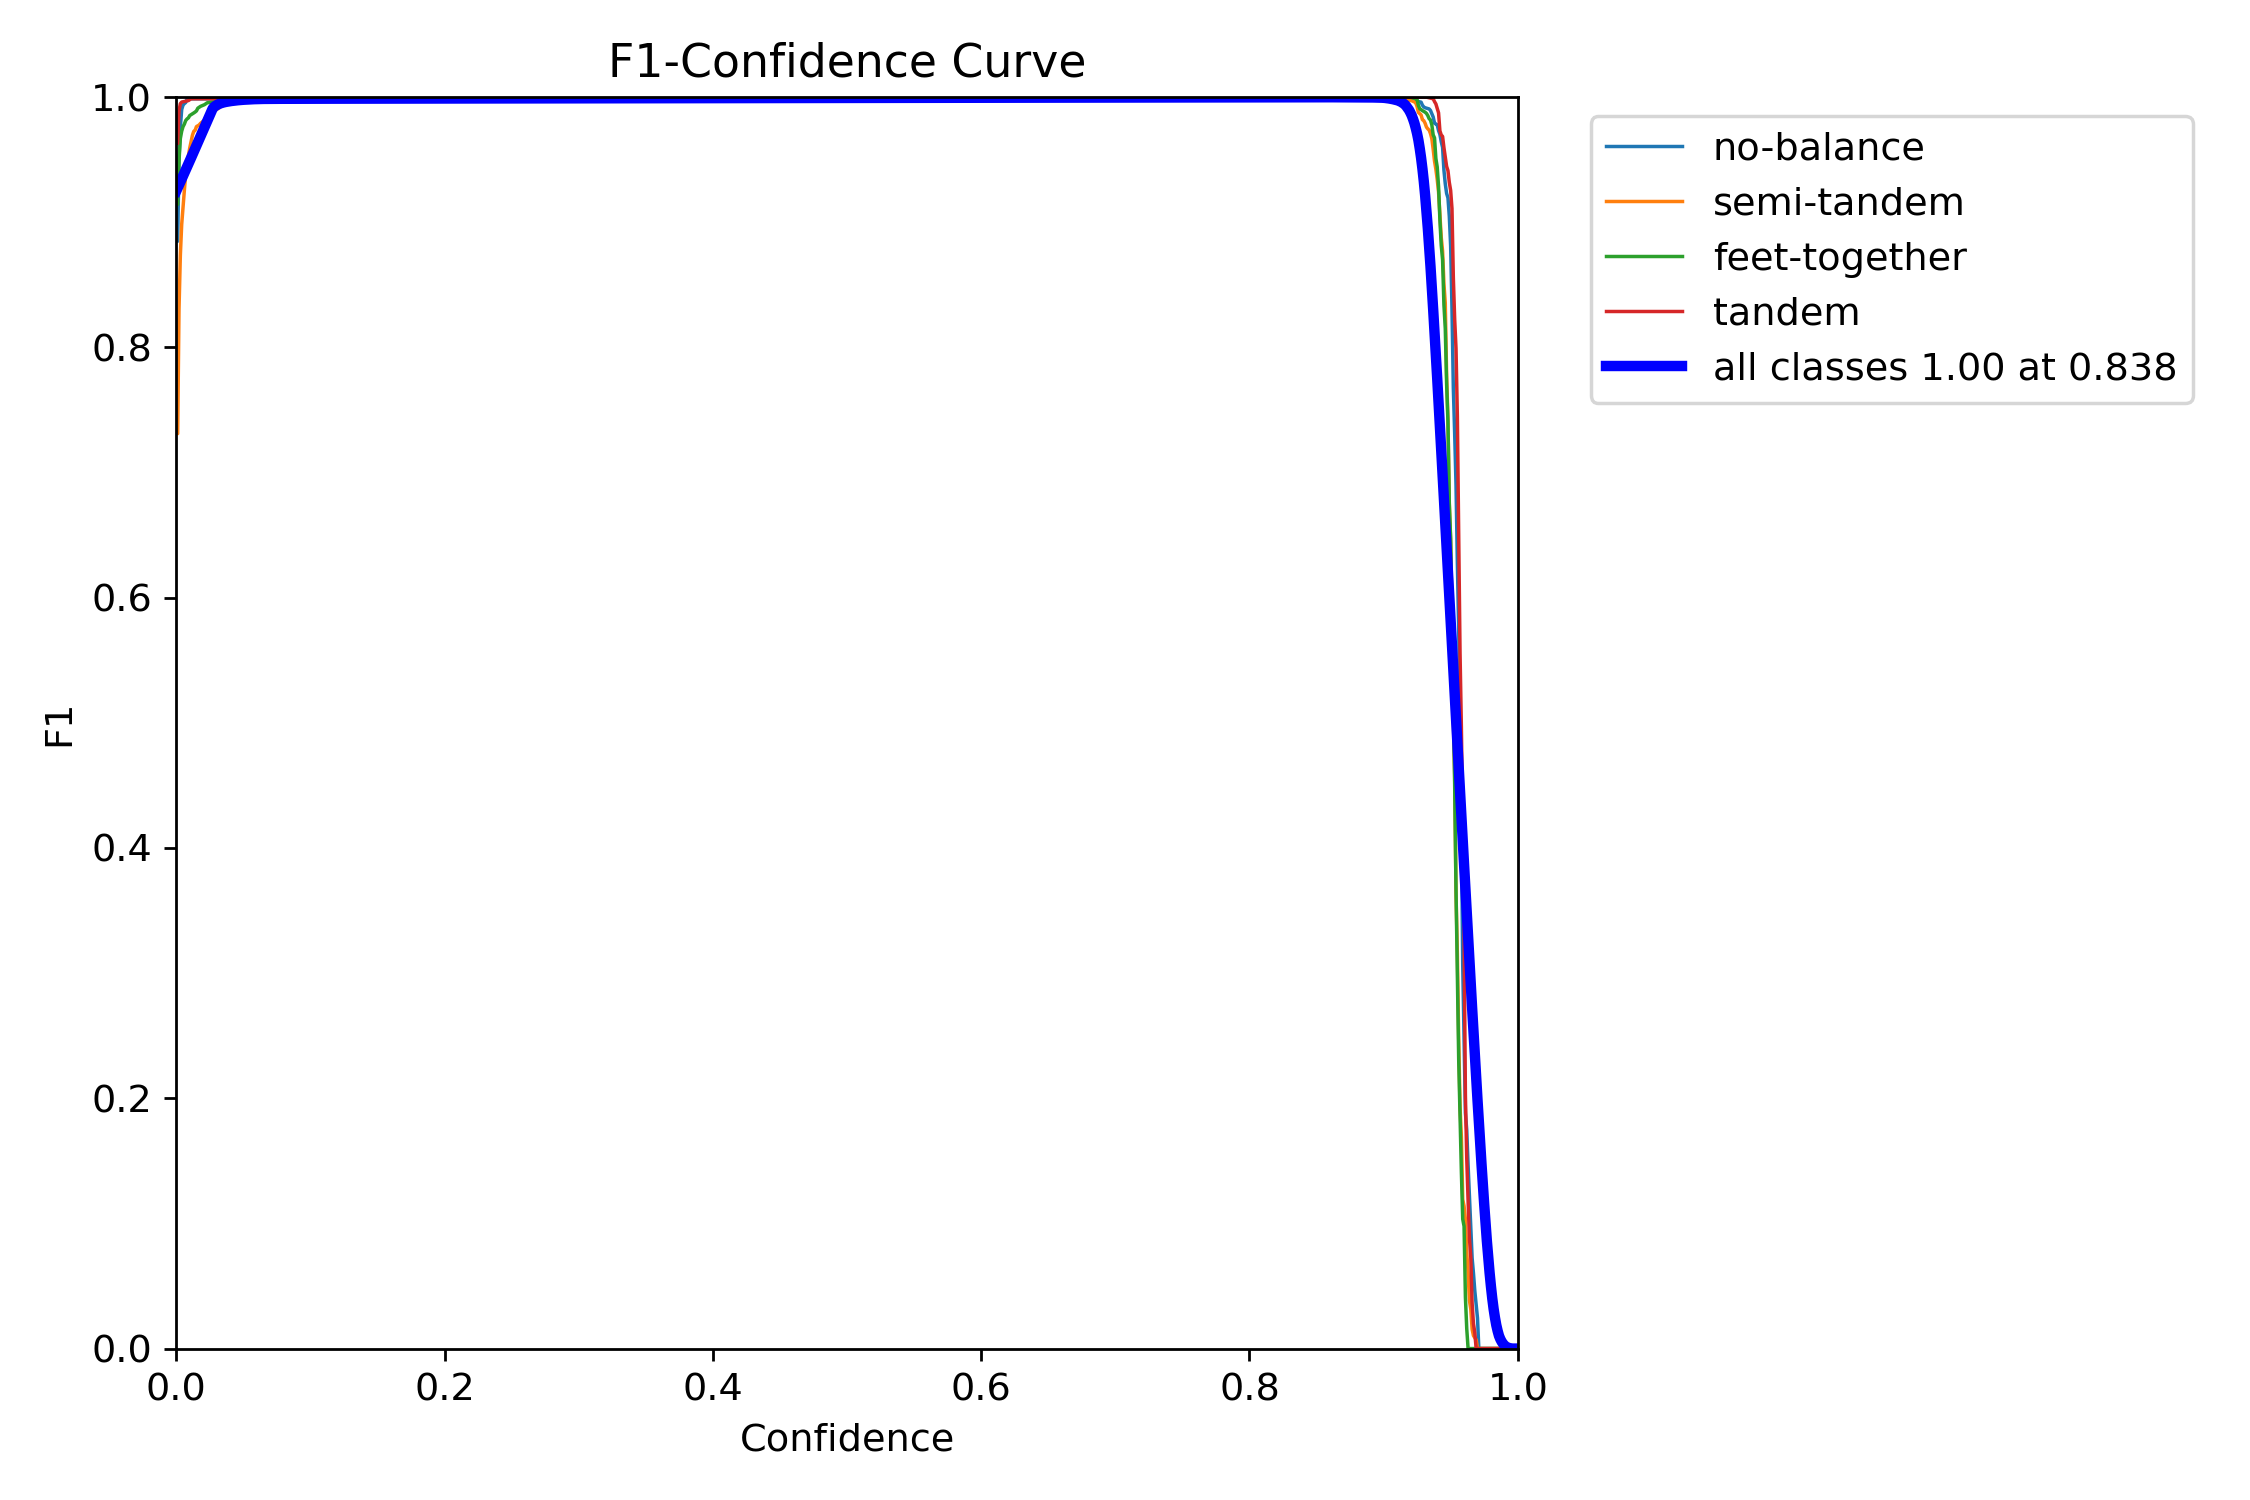 F1-Confidence Curve
1.0
0.8
0.6
0.4
0.2
0.0
F1
0.0 0.2 0.4 0.6 0.8 1.0
Confidence
no-balance
semi-tandem
feet-together
tandem
all classes 1.00 at 0.838